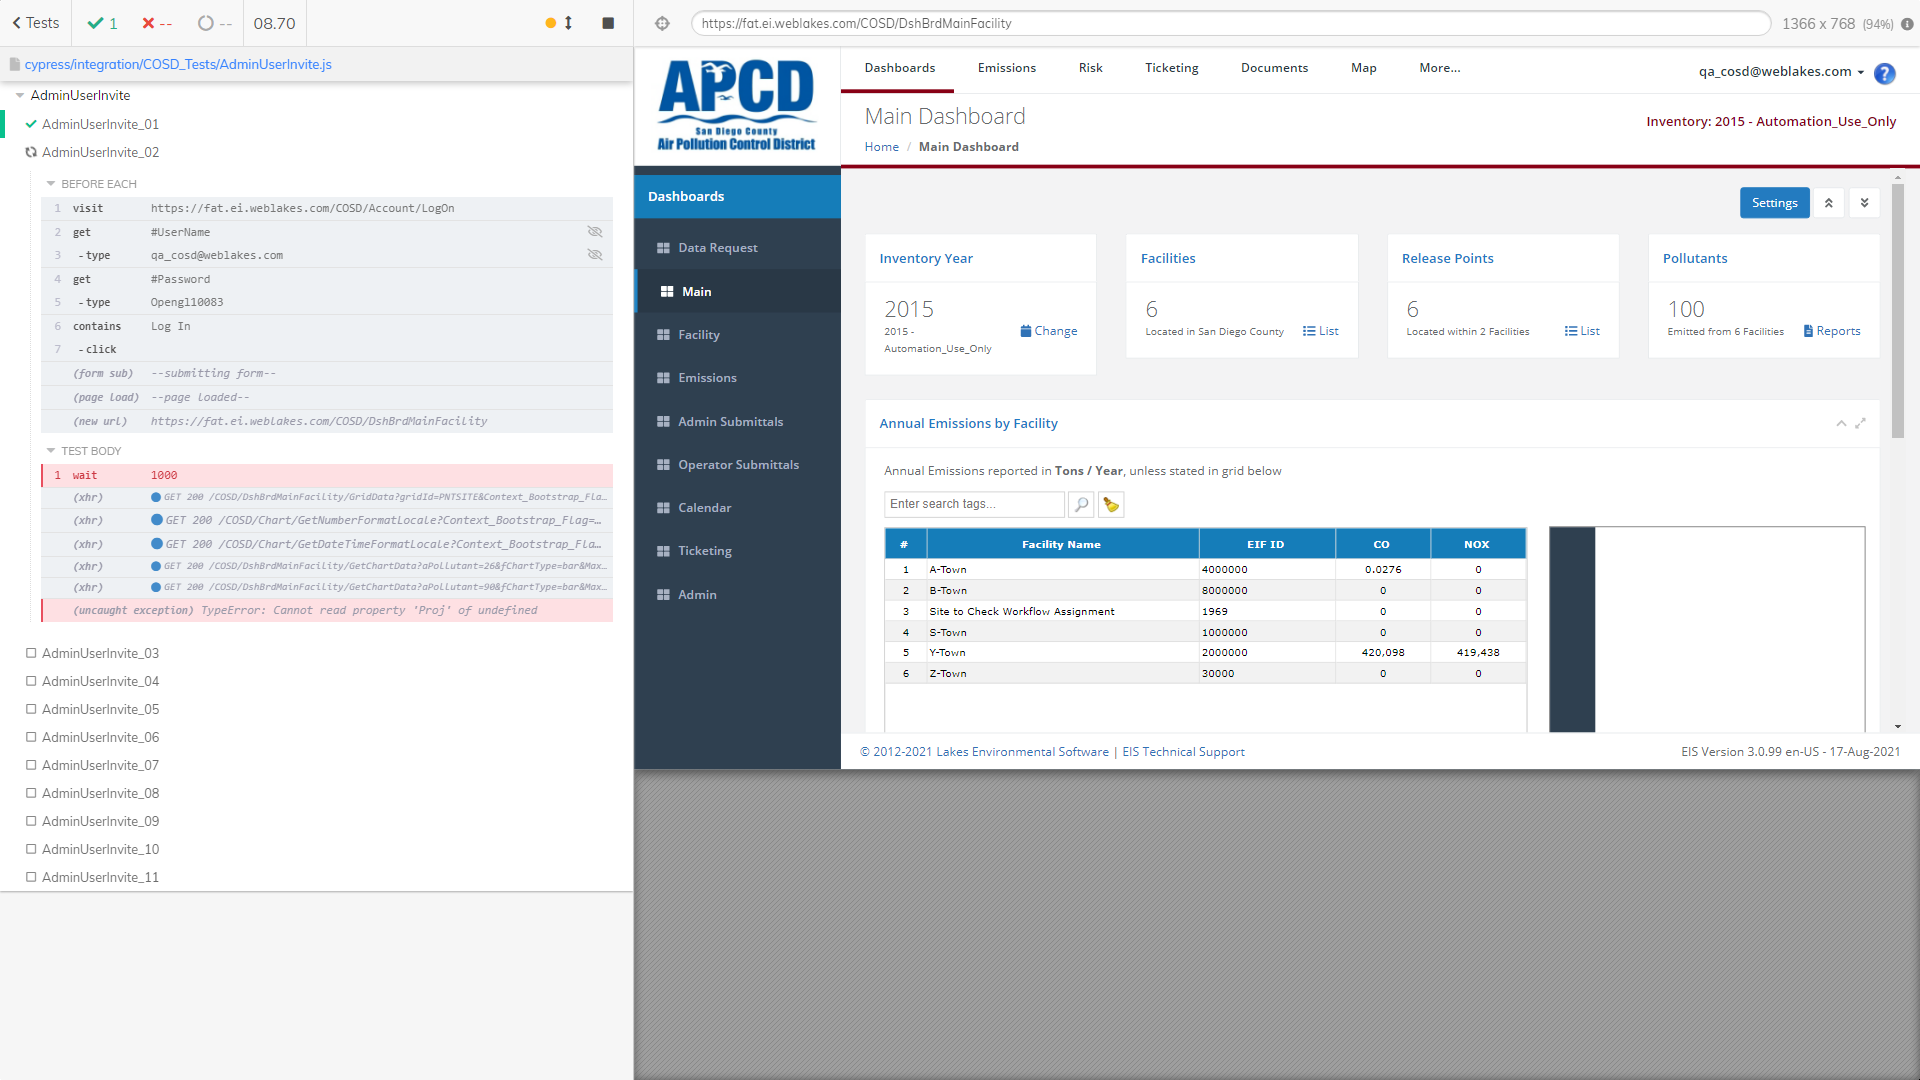 Tests
1
--
--
08.70
https://fat.ei.weblakes.com/COSD/DshBrdMainFacility
1366 x 768 (94%)
cypress/integration/COSD_Tests/AdminUserInvite.js
AdminUserInvite
AdminUserInvite_01
AdminUserInvite_02
BEFORE EACH
1 visit https://fat.ei.weblakes.com/COSD/Account/LogOn
2 get #UserName
3 -type qa_cosd@weblakes.com
4 get #Password
5 -type Opengl10083
6 contains Log In
7 -click
(form sub) --submitting form--
(page load) --page loaded--
(new url) https://fat.ei.weblakes.com/COSD/DshBrdMainFacility
TEST BODY
1 wait 1000
(xhr) GET 200 /COSD/DshBrdMainFacility/GridData?gridId=PNTSITE&Context_Bootstrap_Fla...
(xhr) GET 200 /COSD/Chart/GetNumberFormatLocale?Context_Bootstrap_Flag=...
(xhr) GET 200 /COSD/Chart/GetDateTimeFormatLocale?Context_Bootstrap_Fla...
(xhr) GET 200 /COSD/DshBrdMainFacility/GetChartData?aPollutant=26&fChartType=bar&Max...
(xhr) GET 200 /COSD/DshBrdMainFacility/GetChartData?aPollutant=90&fChartType=bar&Max...
(uncaught exception) TypeError: Cannot read property 'Proj' of undefined
AdminUserInvite_03
AdminUserInvite_04
AdminUserInvite_05
AdminUserInvite_06
AdminUserInvite_07
AdminUserInvite_08
AdminUserInvite_09
AdminUserInvite_10
AdminUserInvite_11
APCD
San Diego County
Air Pollution Control District
Dashboards Emissions Risk Ticketing Documents Map More...
qa_cosd@weblakes.com
?
Main Dashboard
Home / Main Dashboard
Inventory: 2015 - Automation_Use_Only
Dashboards
Data Request
Main
Facility
Emissions
Admin Submittals
Operator Submittals
Calendar
Ticketing
Admin
Settings
Inventory Year
2015
2015 -
Automation_Use_Only
Change
Facilities
6
Located in San Diego County
List
Release Points
6
Located within 2 Facilities
List
Pollutants
100
Emitted from 6 Facilities
Reports
Annual Emissions by Facility
Annual Emissions reported in Tons / Year, unless stated in grid below
Enter search tags...
# Facility Name EIF ID CO NOX
1 A-Town 4000000 0.0276 0
2 B-Town 8000000 0 0
3 Site to Check Workflow Assignment 1969 0 0
4 S-Town 1000000 0 0
5 Y-Town 2000000 420,098 419,438
6 Z-Town 30000 0 0
© 2012-2021 Lakes Environmental Software | EIS Technical Support
EIS Version 3.0.99 en-US - 17-Aug-2021